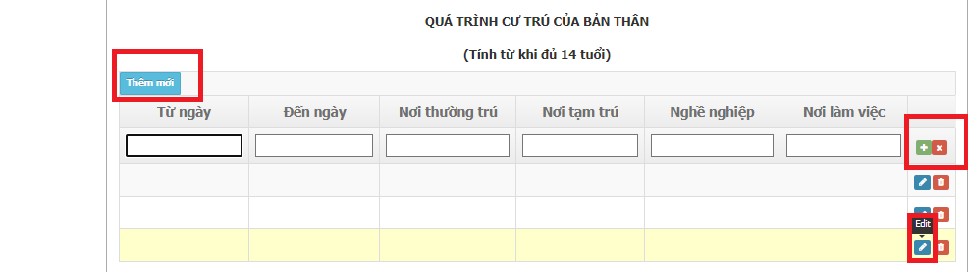 QUÁ TRÌNH CƯ TRÚ CỦA BẢN THÂN
(Tính từ khi đủ 14 tuổi)
Thêm mới
Từ ngày Đến ngày Nơi thường trú Nơi tạm trú Nghề nghiệp Nơi làm việc
Edit